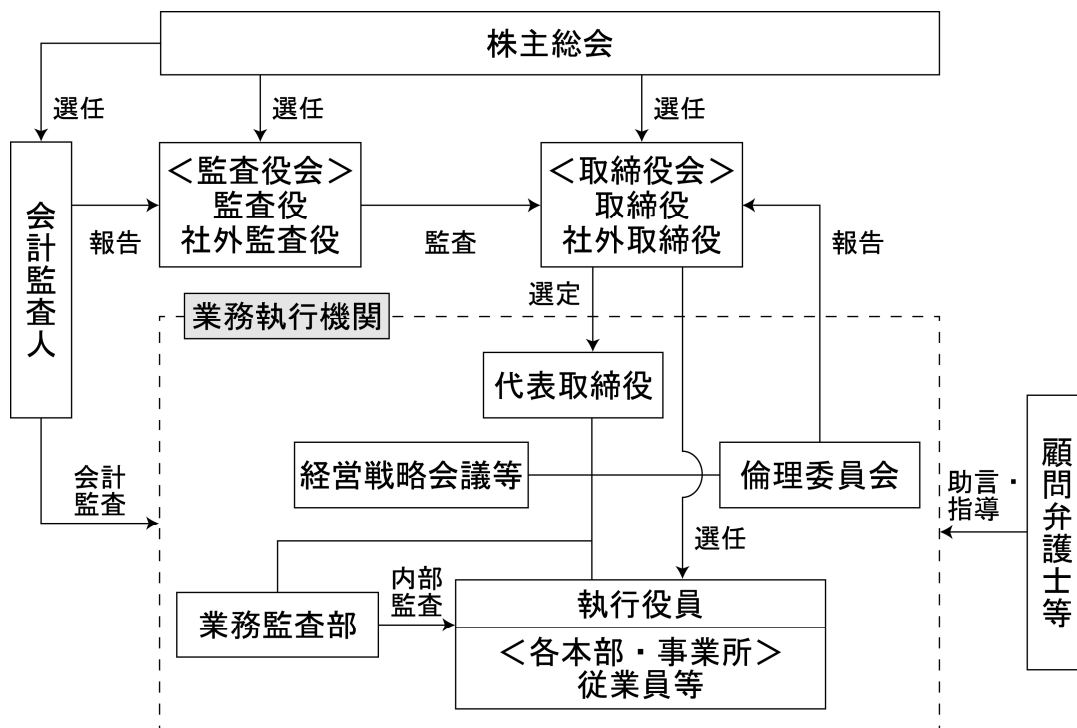 株主総会
選任
選任
選任
会計監査人
＜監査役会＞
監査役
社外監査役
＜取締役会＞
取締役
社外取締役
報告
監査
報告
選定
業務執行機関
代表取締役
経営戦略会議等
倫理委員会
会計
監査
助言・
指導
顧問弁護士等
選任
内部
監査
業務監査部
執行役員
＜各本部・事業所＞
従業員等